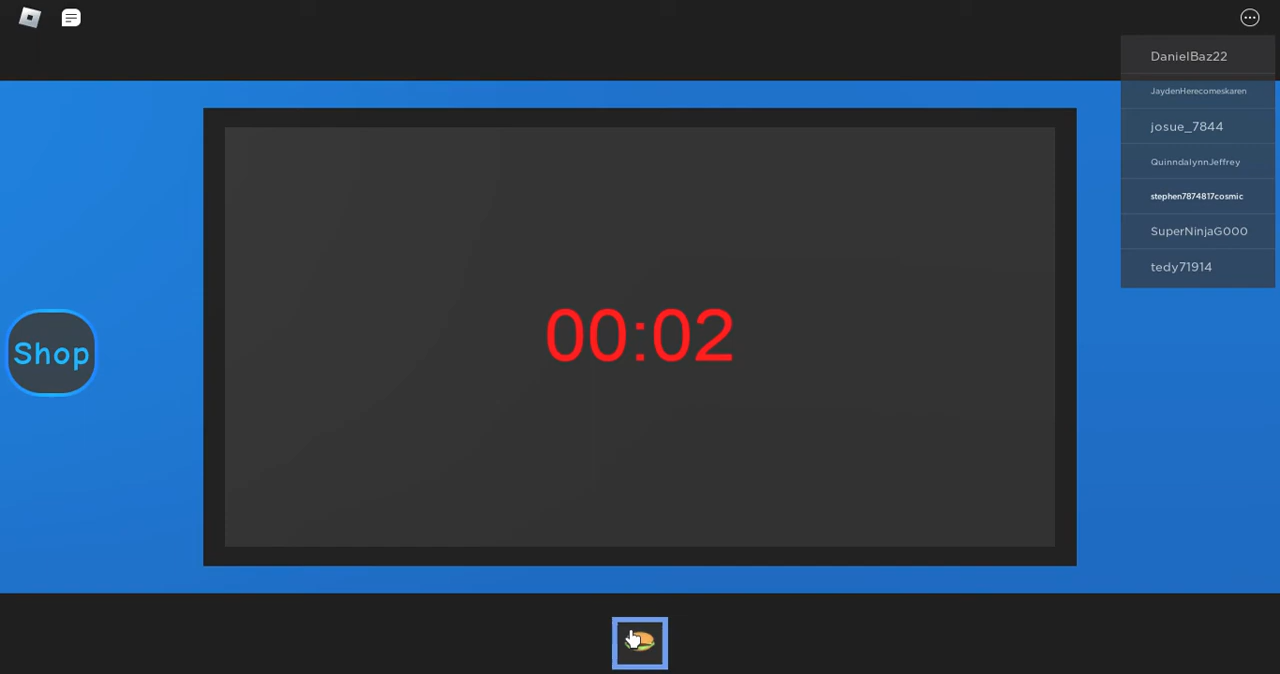 DanielBaz22
JaydenHerecomeskaren
josue_7844
QuinndalynnJeffrey
stephen7874817cosmic
SuperNinjaG000
tedy71914
00:02
Shop